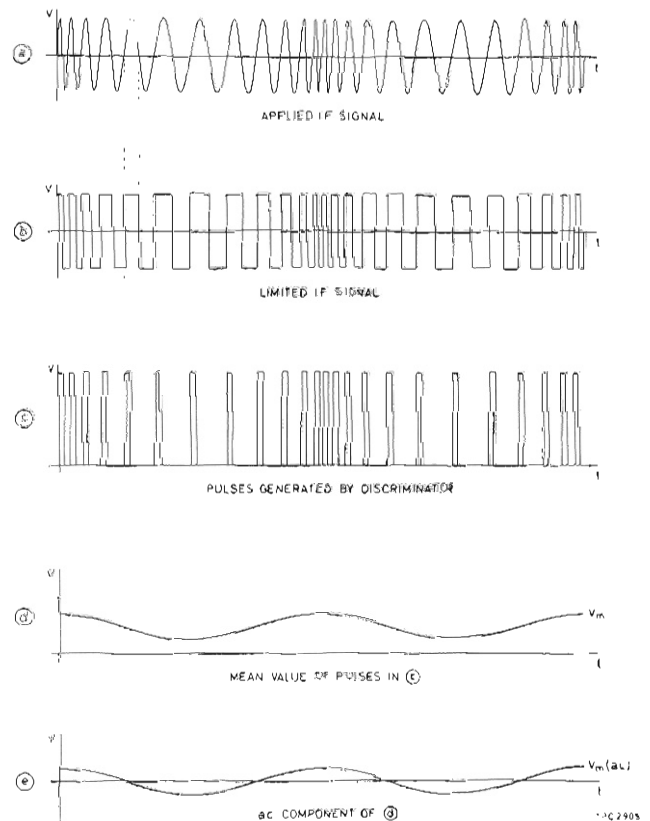 V
a
t
APPLIED IF SIGNAL
V
b
t
LIMITED IF SIGNAL
V
c
t
PULSES GENERATED BY DISCRIMINATOR
V
d
Vm
t
MEAN VALUE OF PULSES IN c
V
e
Vm(ac)
t
ac COMPONENT OF d